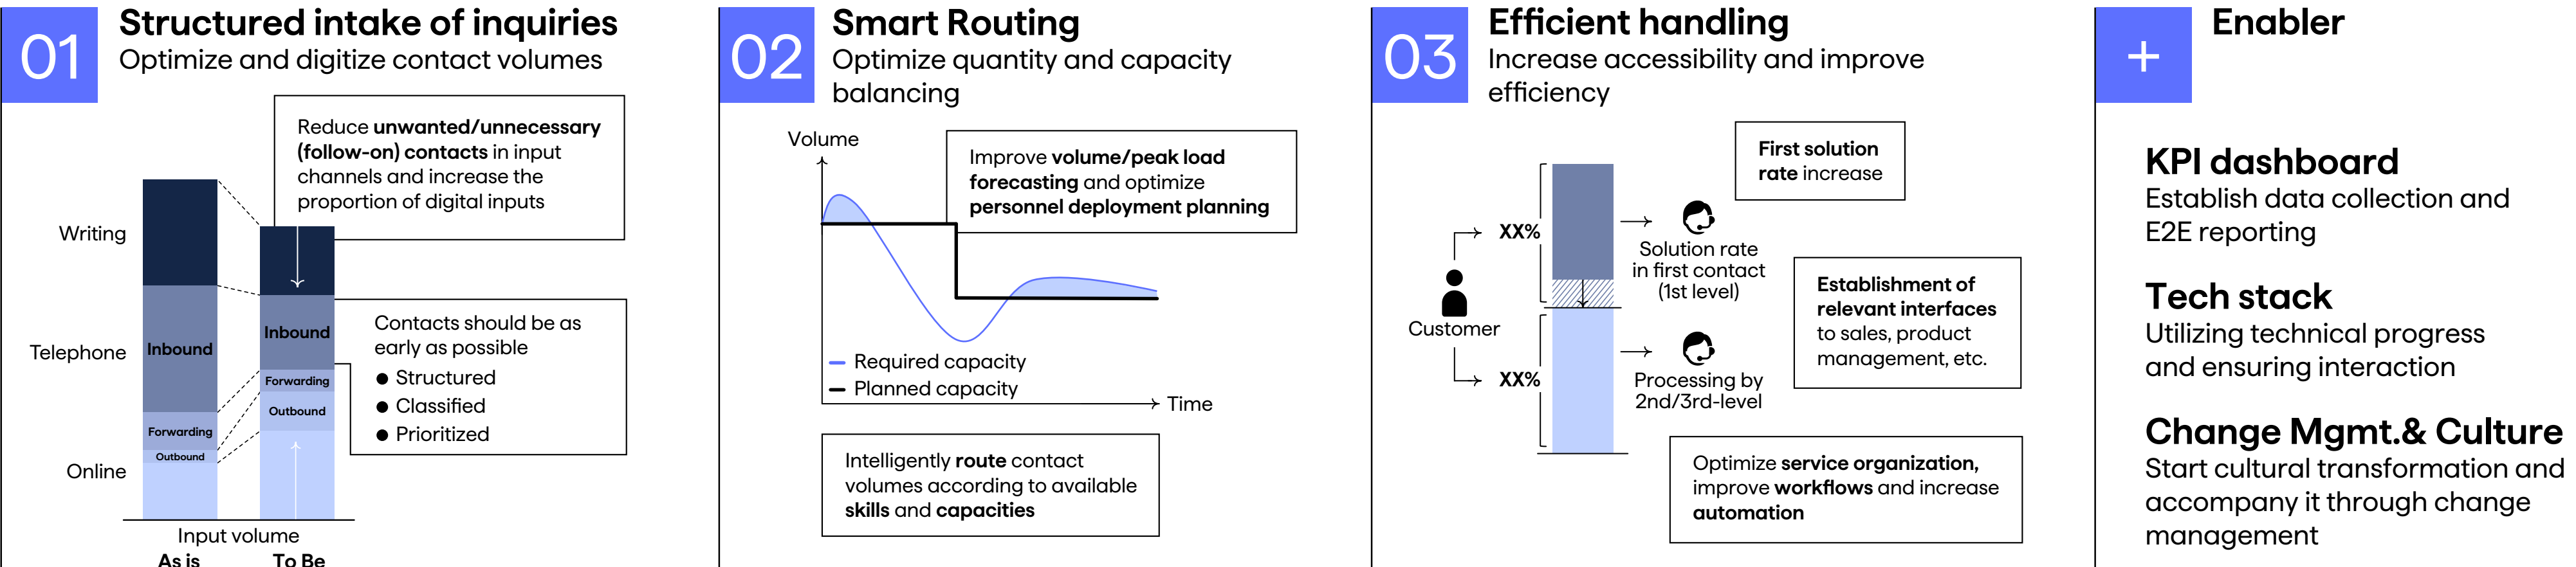 01
Structured intake of inquiries
Optimize and digitize contact volumes
Reduce unwanted/unnecessary
(follow-on) contacts in input
channels and increase the
proportion of digital inputs
Writing
Telephone
Online
Inbound
Forwarding
Outbound
Inbound
Forwarding
Outbound
Contacts should be as
early as possible
● Structured
● Classified
● Prioritized
Input volume
As is
To Be
02
Smart Routing
Optimize quantity and capacity
balancing
Volume
Improve volume/peak load
forecasting and optimize
personnel deployment planning
Required capacity
Planned capacity
Time
Intelligently route contact
volumes according to available
skills and capacities
03
Efficient handling
Increase accessibility and improve
efficiency
First solution
rate increase
XX%
Solution rate
in first contact
(1st level)
Customer
Establishment of
relevant interfaces
to sales, product
management, etc.
XX%
Processing by
2nd/3rd-level
Optimize service organization,
improve workflows and increase
automation
+
Enabler
KPI dashboard
Establish data collection and
E2E reporting
Tech stack
Utilizing technical progress
and ensuring interaction
Change Mgmt.& Culture
Start cultural transformation and
accompany it through change
management